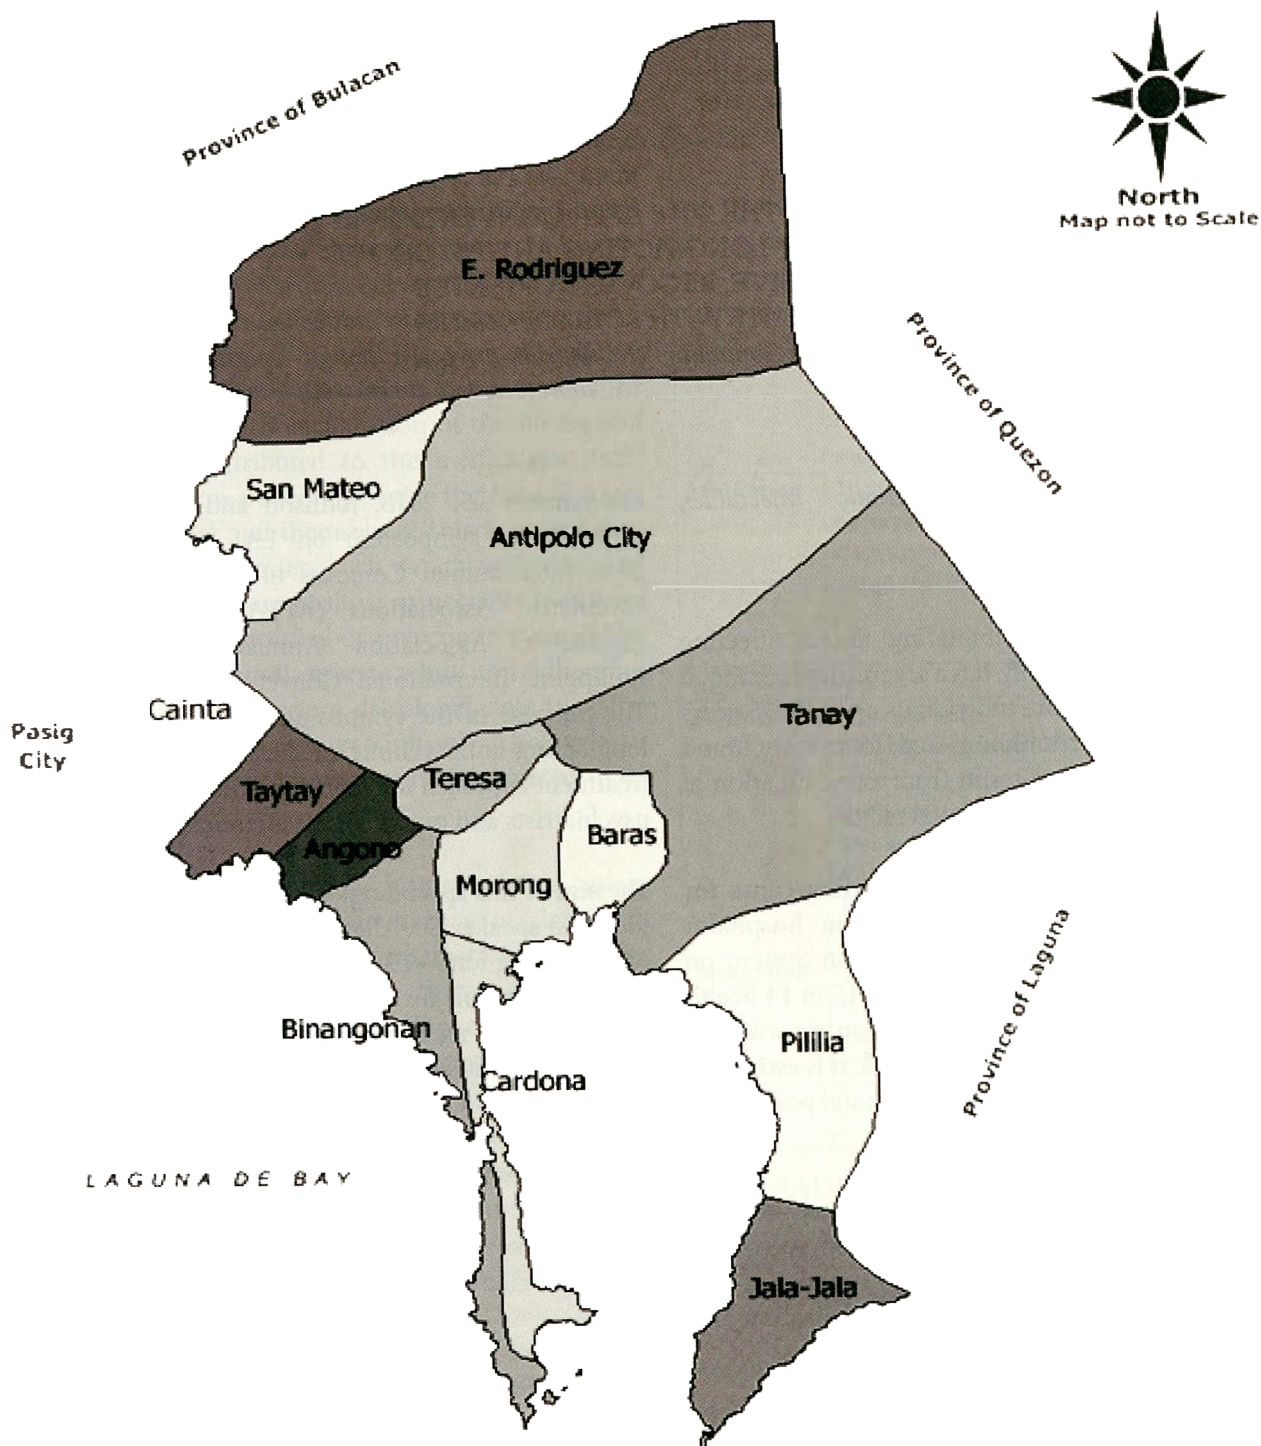 Province of Bulacan
North
Map not to Scale
E. Rodriguez
Province of Quezon
San Mateo
Antipolo City
Cainta
Pasig
City
Tanay
Taytay
Teresa
Angono
Baras
Morong
Province of Laguna
Binangonan
Pililia
Cardona
LAGUNA DE BAY
Jala-Jala